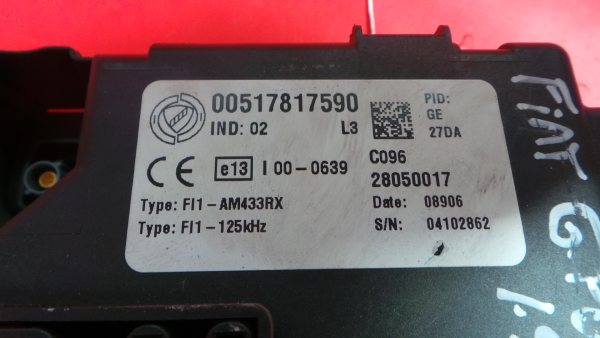 00517817590
IND: 02 L3
PID:
GE
27DA
CE e13 I 00-0639
C096
28050017
Type: FI1-AM433RX
Date: 08906
Type: FI1-125kHz
S/N: 04102862
FiAT